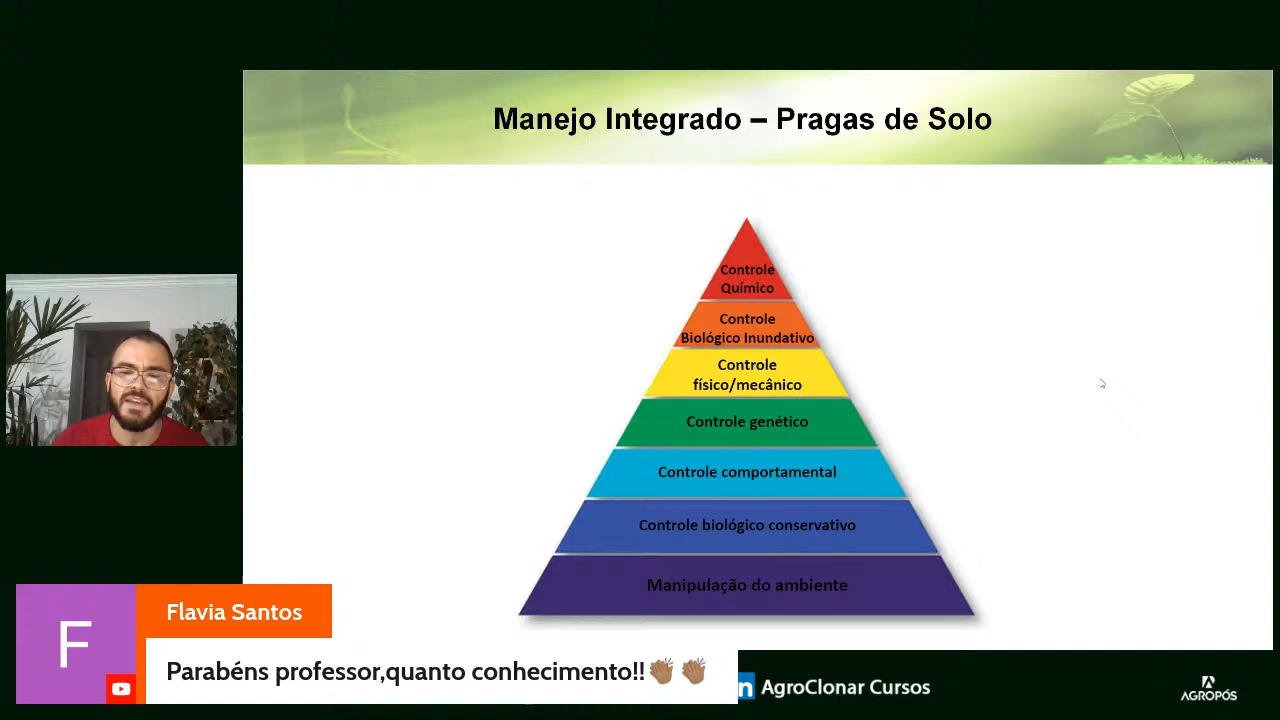 Manejo Integrado – Pragas de Solo
Controle
Químico
Controle
Biológico Inundativo
Controle
físico/mecânico
Controle genético
Controle comportamental
Controle biológico conservativo
Manipulação do ambiente
F
Flavia Santos
Parabéns professor,quanto conhecimento!!👏🏽 👏🏽
in AgroClonar Cursos
AGROPÓS